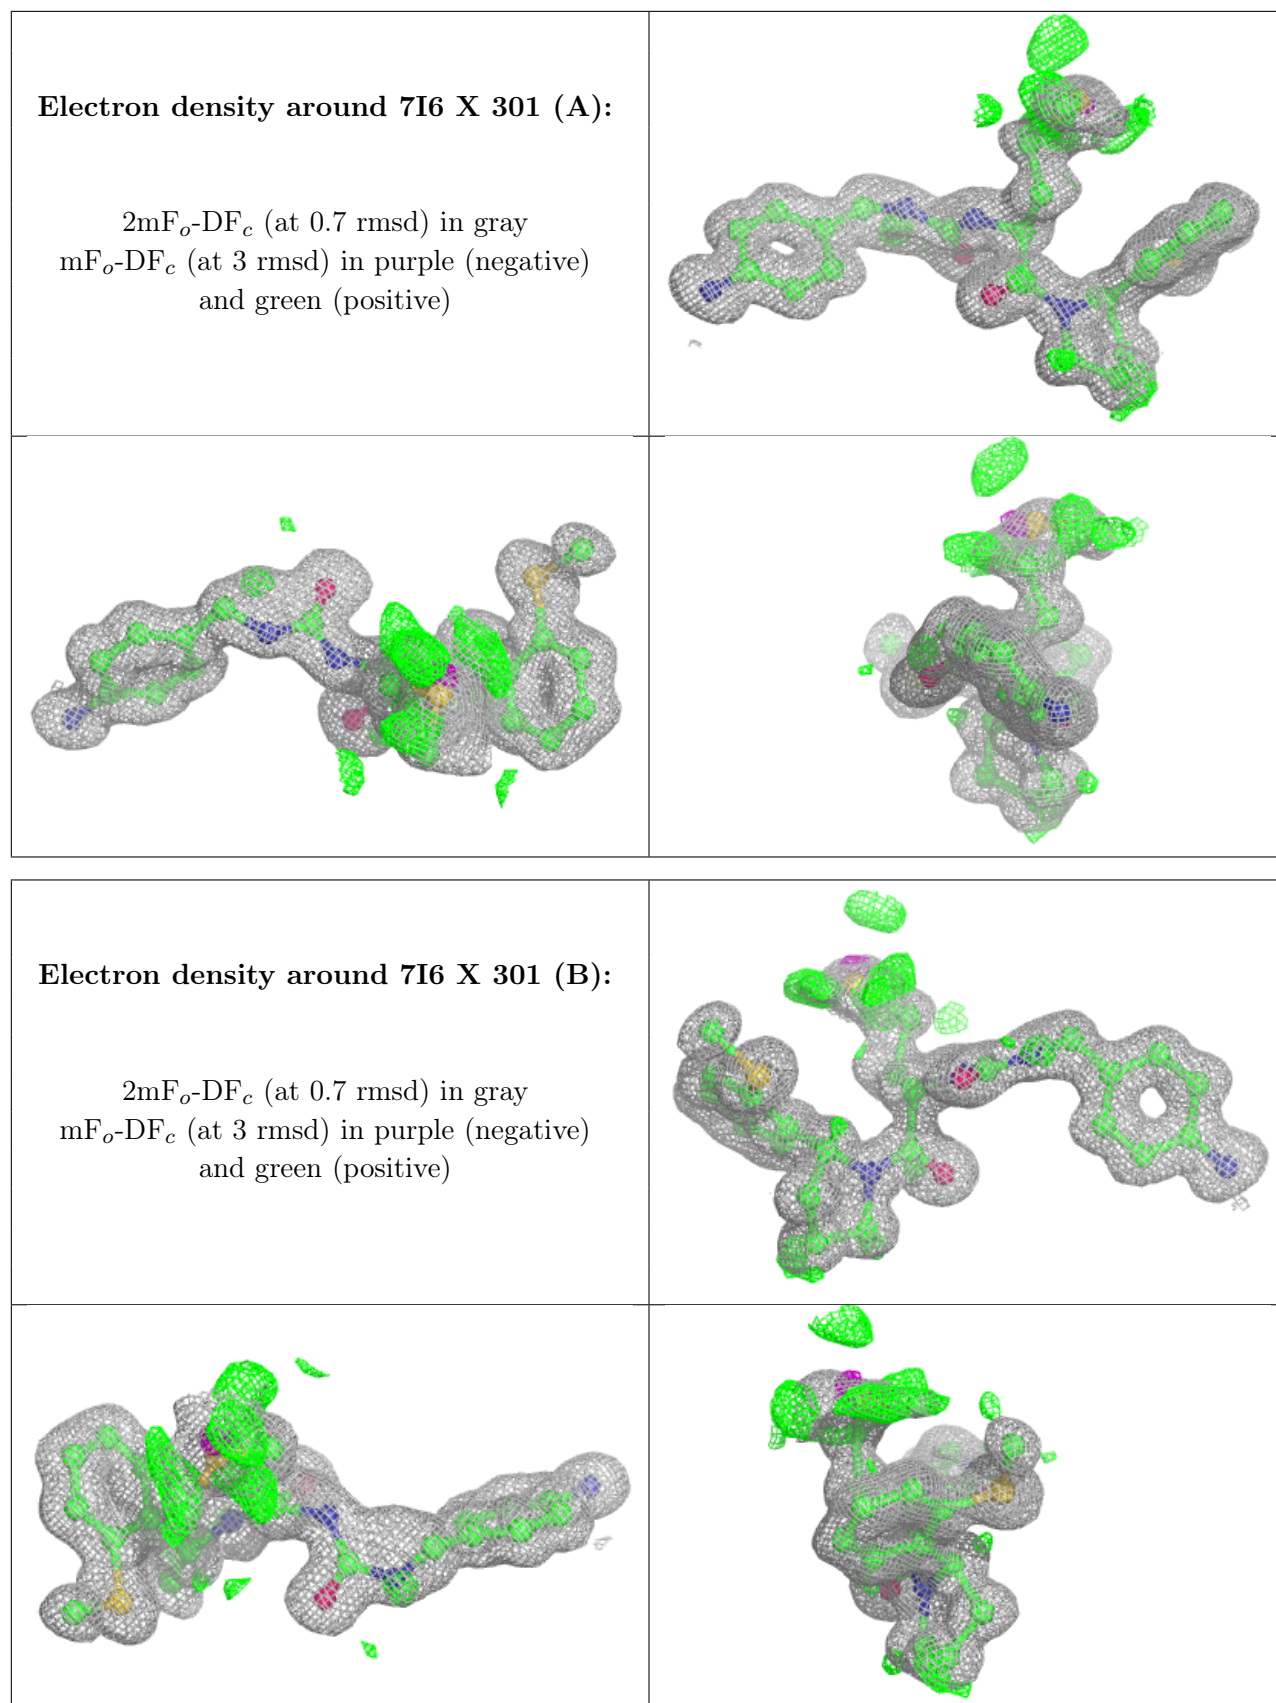 Electron density around 7I6 X 301 (A):
2mFo-DFc (at 0.7 rmsd) in gray
mFo-DFc (at 3 rmsd) in purple (negative)
and green (positive)
Electron density around 7I6 X 301 (B):
2mFo-DFc (at 0.7 rmsd) in gray
mFo-DFc (at 3 rmsd) in purple (negative)
and green (positive)